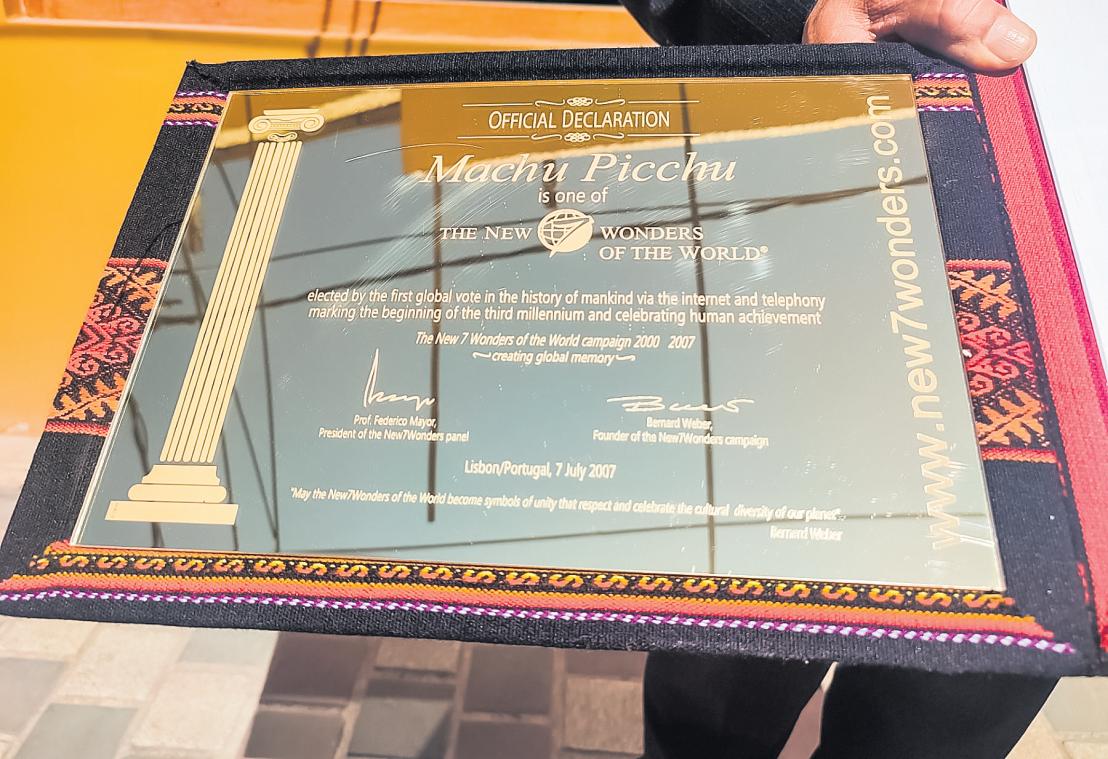 OFFICIAL DECLARATION
Machu Picchu
is one of
THE NEW WONDERS
OF THE WORLD®
elected by the first global vote in the history of mankind via the internet and telephony
marking the beginning of the third millennium and celebrating human achievement
The New 7 Wonders of the World campaign 2000 2007
~creating global memory~
Prof. Federico Mayor,
President of the New7Wonders panel
Bernard Weber,
Founder of the New7Wonders campaign
Lisbon/Portugal, 7 July 2007
"May the New7Wonders of the World become symbols of unity that respect and celebrate the cultural diversity of our planet".
Bernard Weber
www.new7wonders.com